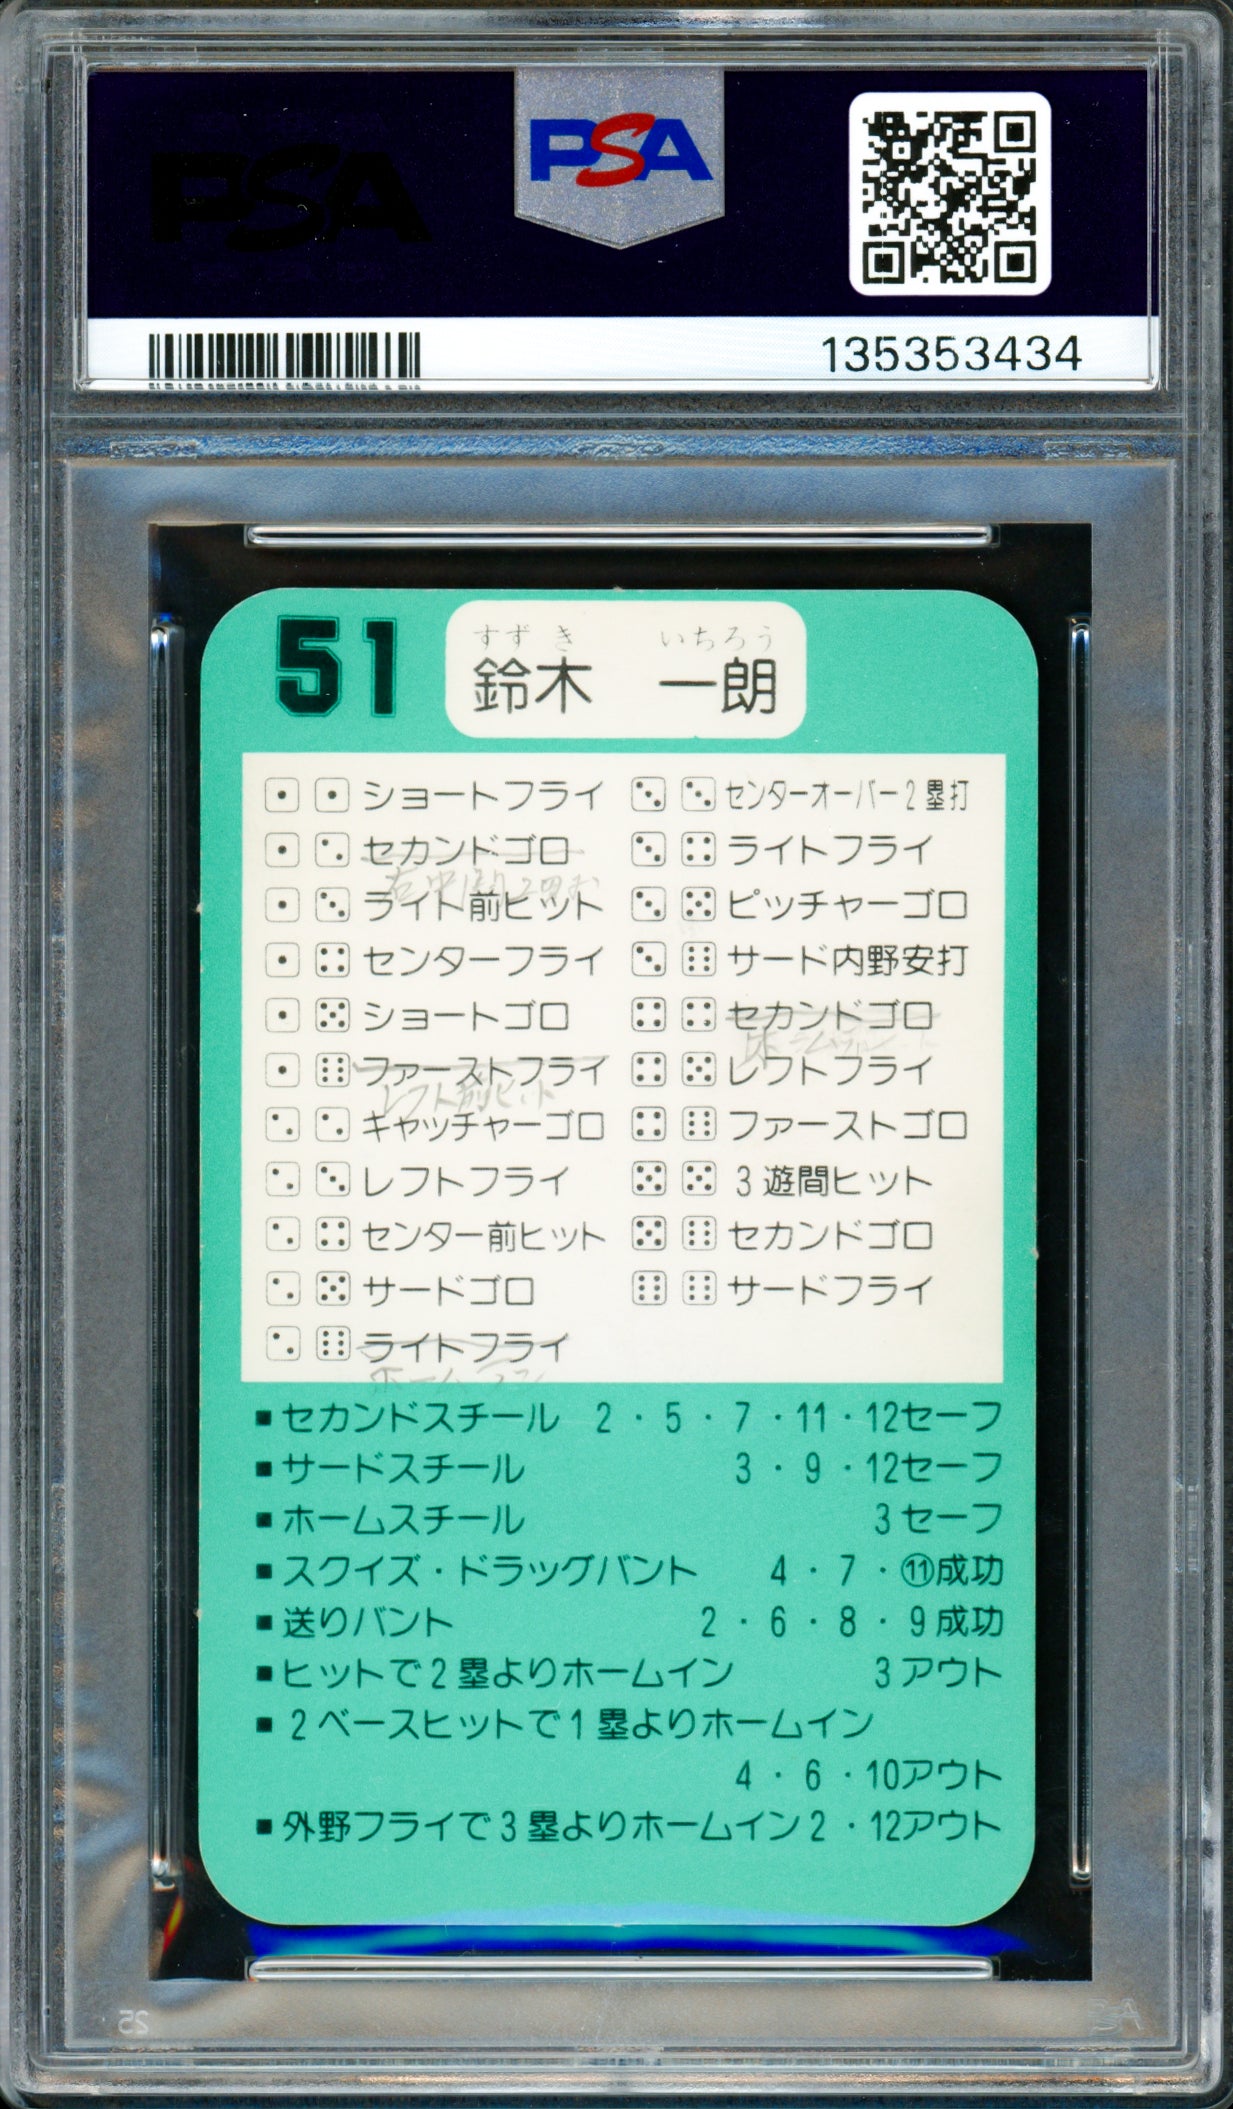 PSA
PSA
135353434
51
すずき いちろう
鈴木 一朗
ショートフライ
セカンドゴロ
右中間2塁打
ライト前ヒット
センターフライ
ショートゴロ
ファーストフライ
レフト前ヒット
キャッチャーゴロ
レフトフライ
センター前ヒット
サードゴロ
ライトフライ
ホームラン
センターオーバー2塁打
ライトフライ
ピッチャーゴロ
サード内野安打
セカンドゴロ
レフトフライ
ファーストゴロ
3遊間ヒット
セカンドゴロ
サードフライ
■セカンドスチール 2・5・7・11・12セーフ
■サードスチール 3・9・12セーフ
■ホームスチール 3セーフ
■スクイズ・ドラッグバント 4・7・⑪成功
■送りバント 2・6・8・9成功
■ヒットで2塁よりホームイン 3アウト
■2ベースヒットで1塁よりホームイン
4・6・10アウト
■外野フライで3塁よりホームイン2・12アウト